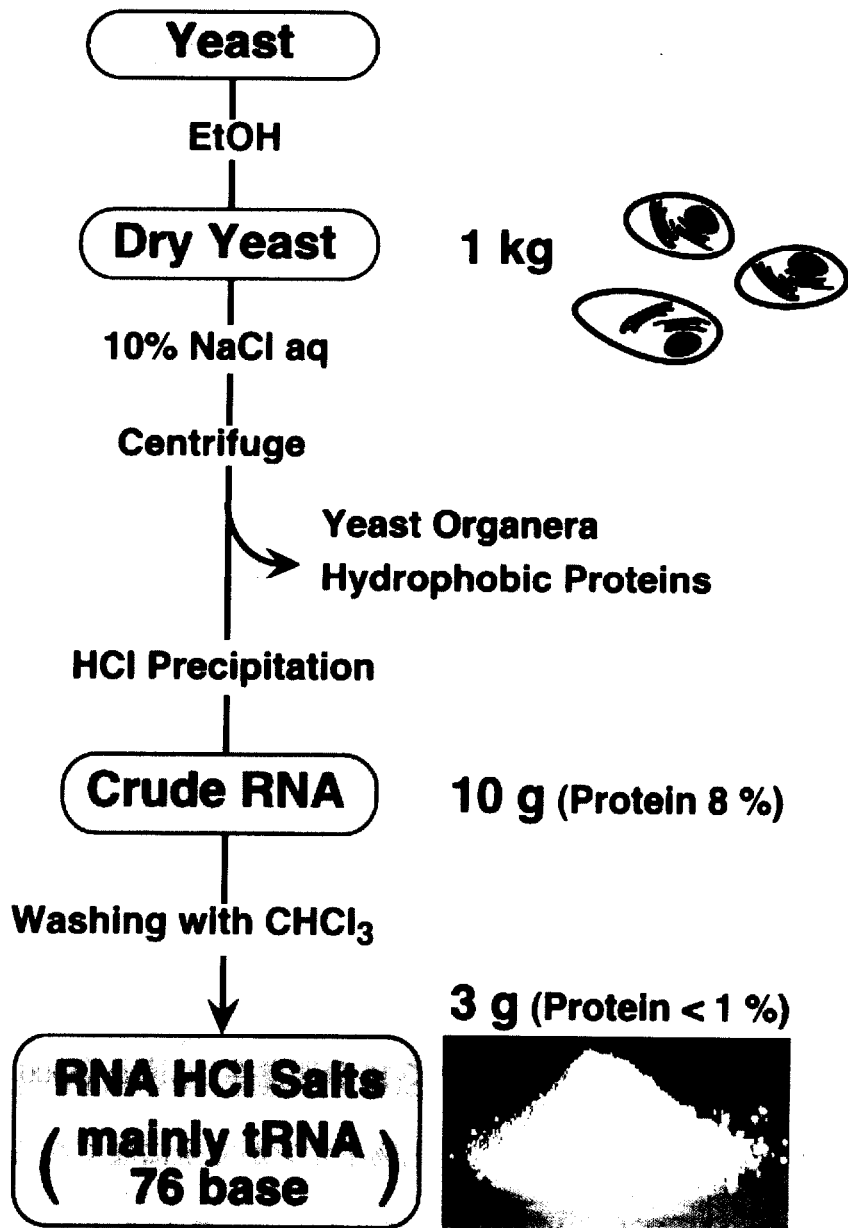 Yeast
EtOH
Dry Yeast
1 kg
10% NaCl aq
Centrifuge
Yeast Organera
Hydrophobic Proteins
HCl Precipitation
Crude RNA
10 g (Protein 8 %)
Washing with CHCl₃
3 g (Protein < 1 %)
RNA HCl Salts
( mainly tRNA
76 base )